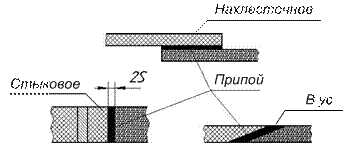 Нахлесточное
Стыковое
2S
Припой
В ус